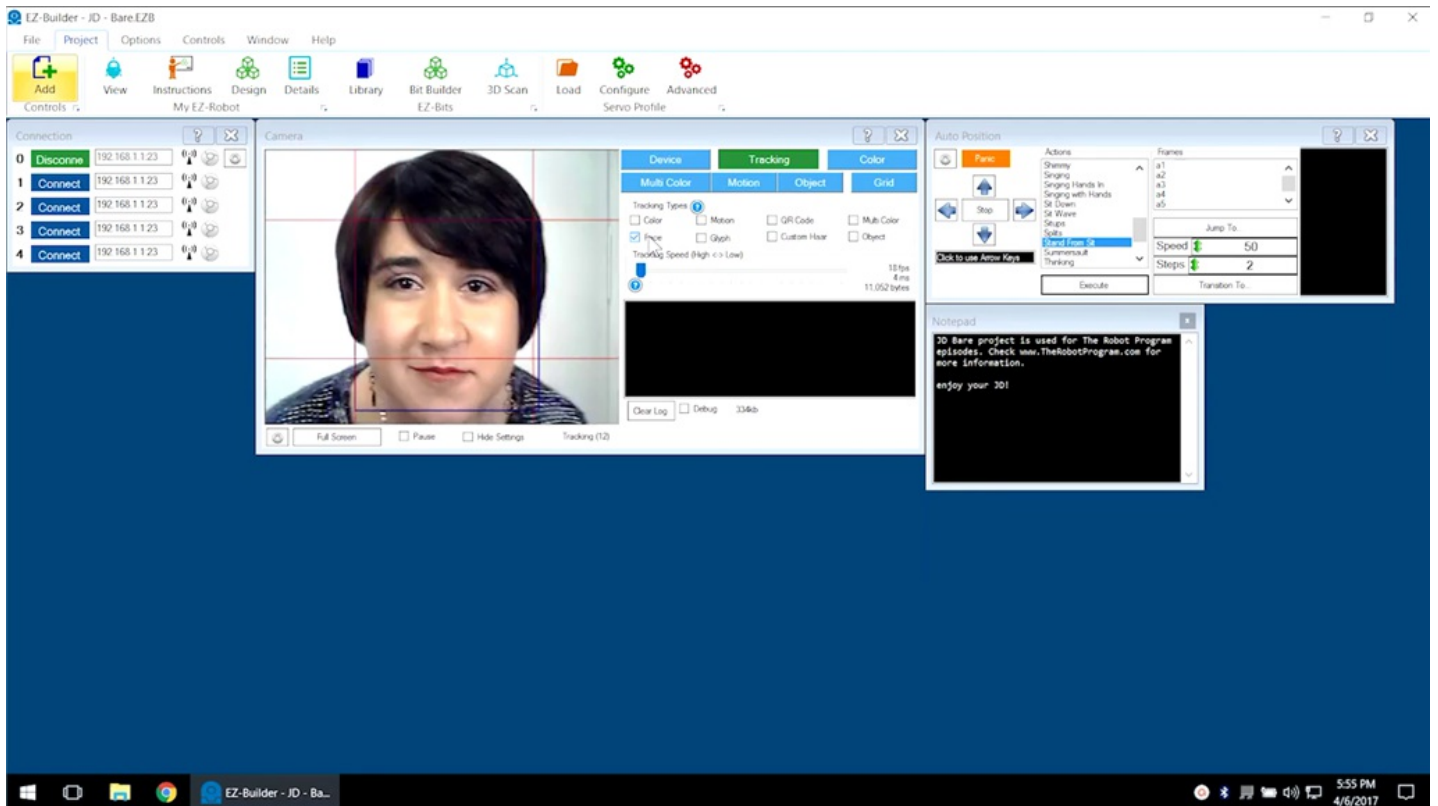 EZ-Builder - JD - Bare.EZB
File Project Options Controls Window Help
Add View Instructions Design Details Library Bit Builder 3D Scan Load Configure Advanced
Controls My EZ-Robot EZ-Bits Servo Profile
Connection
0 Disconne 192.168.1.1:23
1 Connect 192.168.1.1:23
2 Connect 192.168.1.1:23
3 Connect 192.168.1.1:23
4 Connect 192.168.1.1:23
Camera
Device Tracking Color
Multi Color Motion Object Grid
Tracking Types
Color Motion QR Code Multi Color
Face Glyph Custom Haar Object
Tracking Speed (High <-> Low)
18 fps
4 ms
11,052 bytes
Clear Log Debug 334kb
Full Screen Pause Hide Settings Tracking (12)
Auto Position
Panic
Stop
Click to use Arrow Keys
Actions
Shimmy
Singing
Singing Hands In
Singing with Hands
Sit Down
Sit Wave
Situps
Splits
Stand From Sit
Summersault
Thinking
Execute
Frames
a1
a2
a3
a4
a5
Jump To.
Speed 50
Steps 2
Transition To...
Notepad
JD Bare project is used for The Robot Program
episodes. Check www.TheRobotProgram.com for
more information.
enjoy your JD!
EZ-Builder - JD - Ba...
5:55 PM
4/6/2017